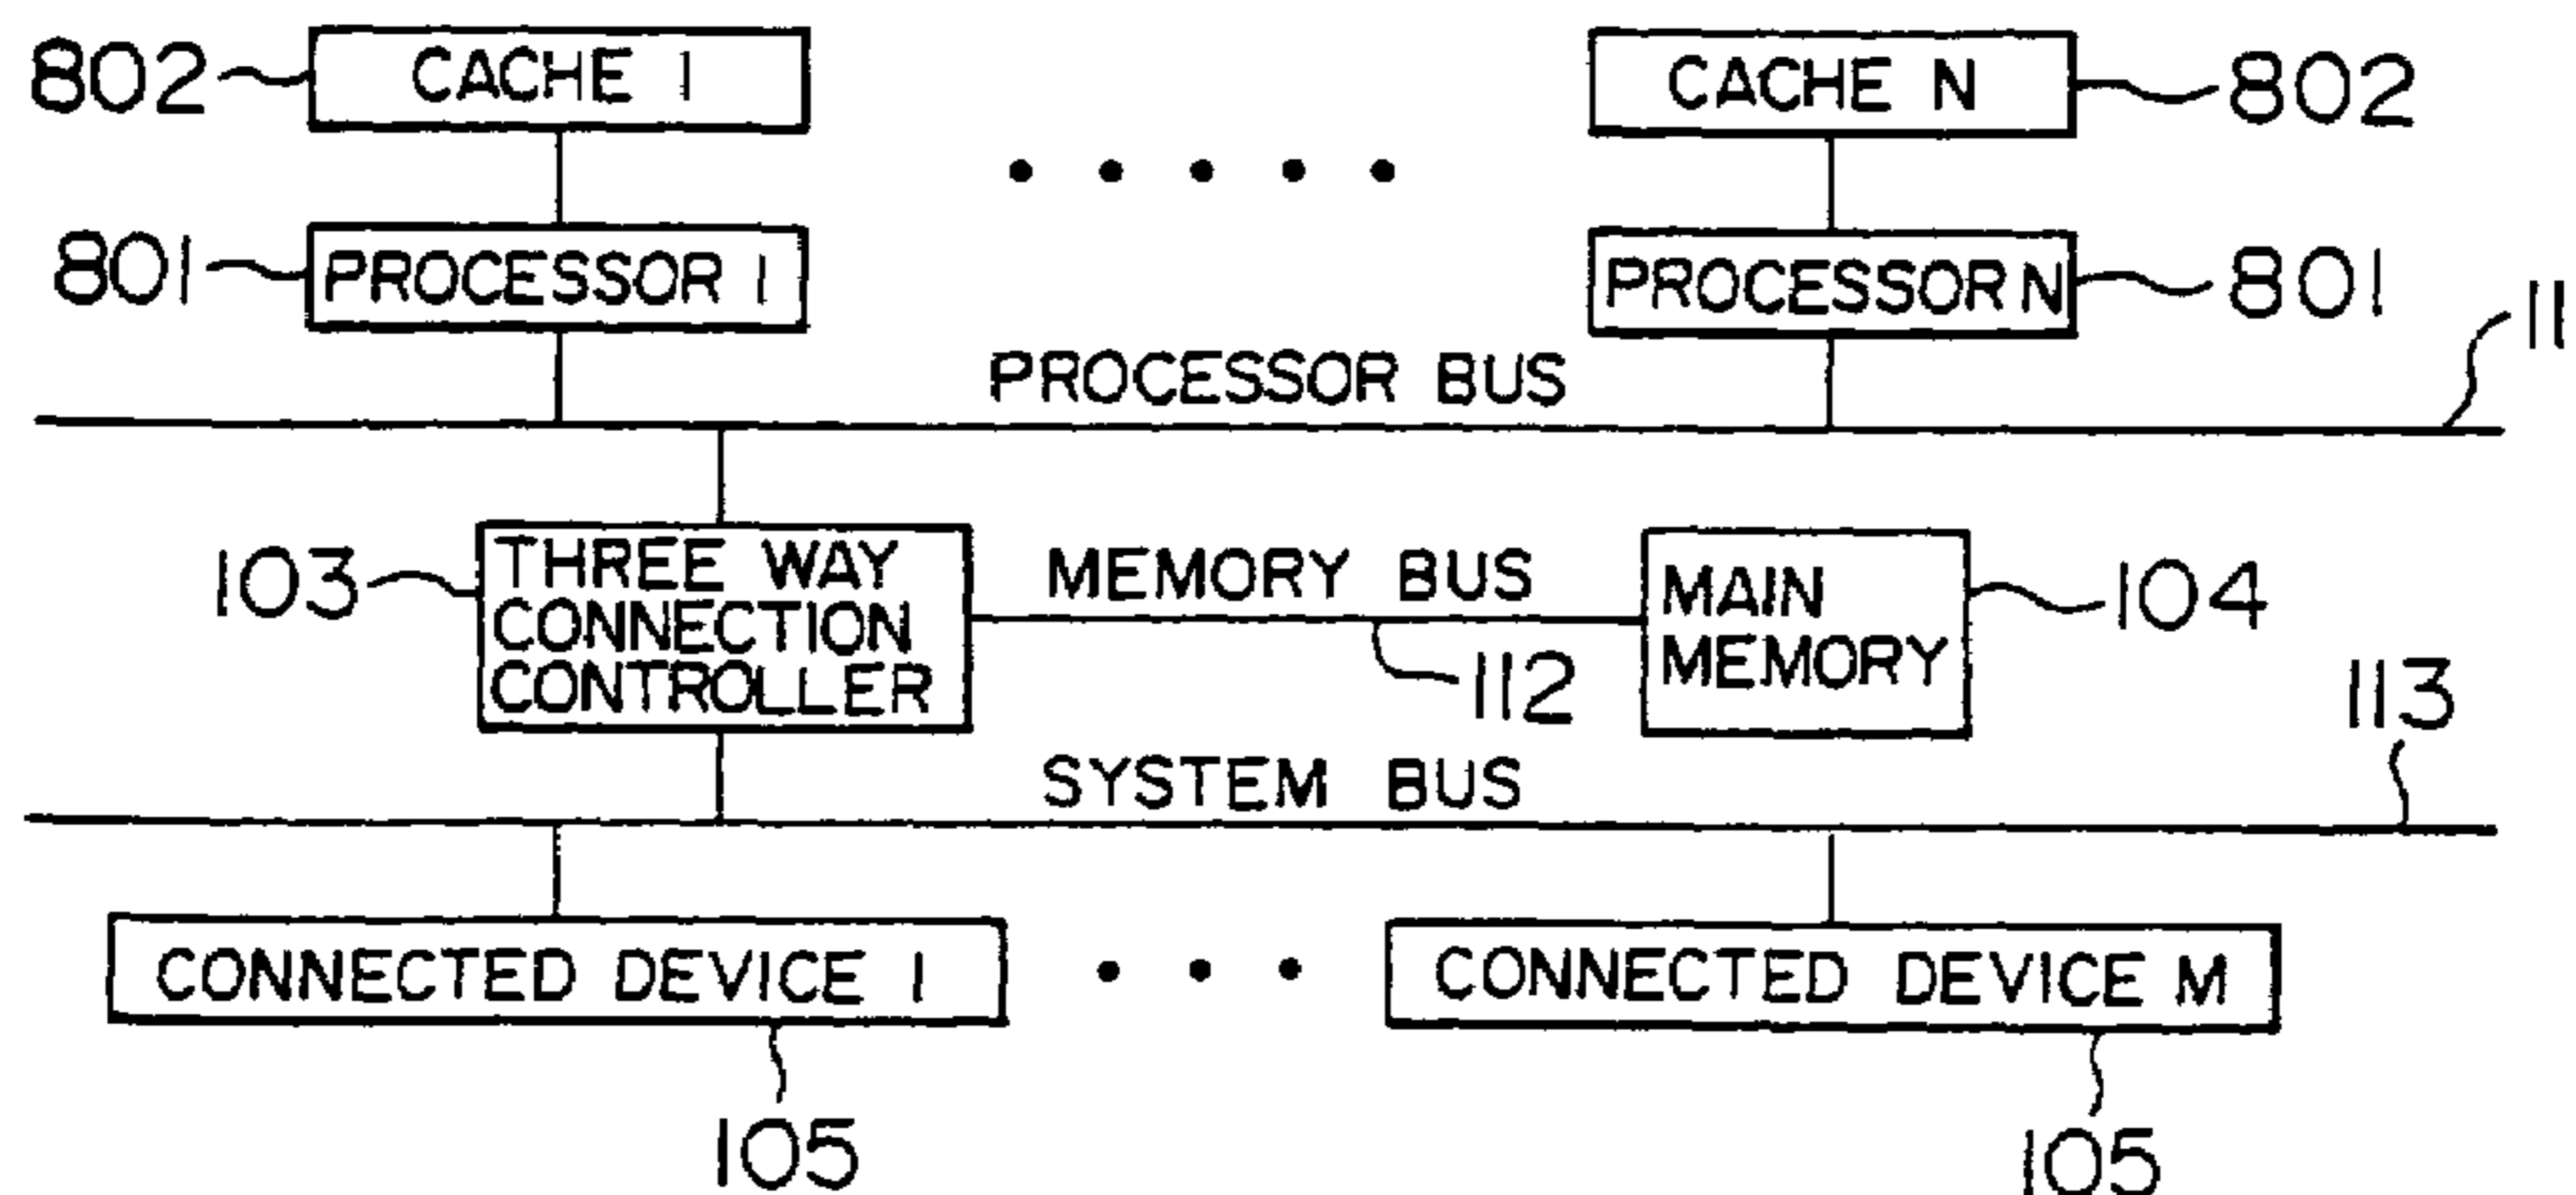 802 CACHE 1 CACHE N 802
801 PROCESSOR 1 PROCESSOR N 801
PROCESSOR BUS 11
103 THREE WAY
CONNECTION
CONTROLLER
MEMORY BUS
112
MAIN
MEMORY
104
SYSTEM BUS 113
CONNECTED DEVICE 1 CONNECTED DEVICE M
105 105